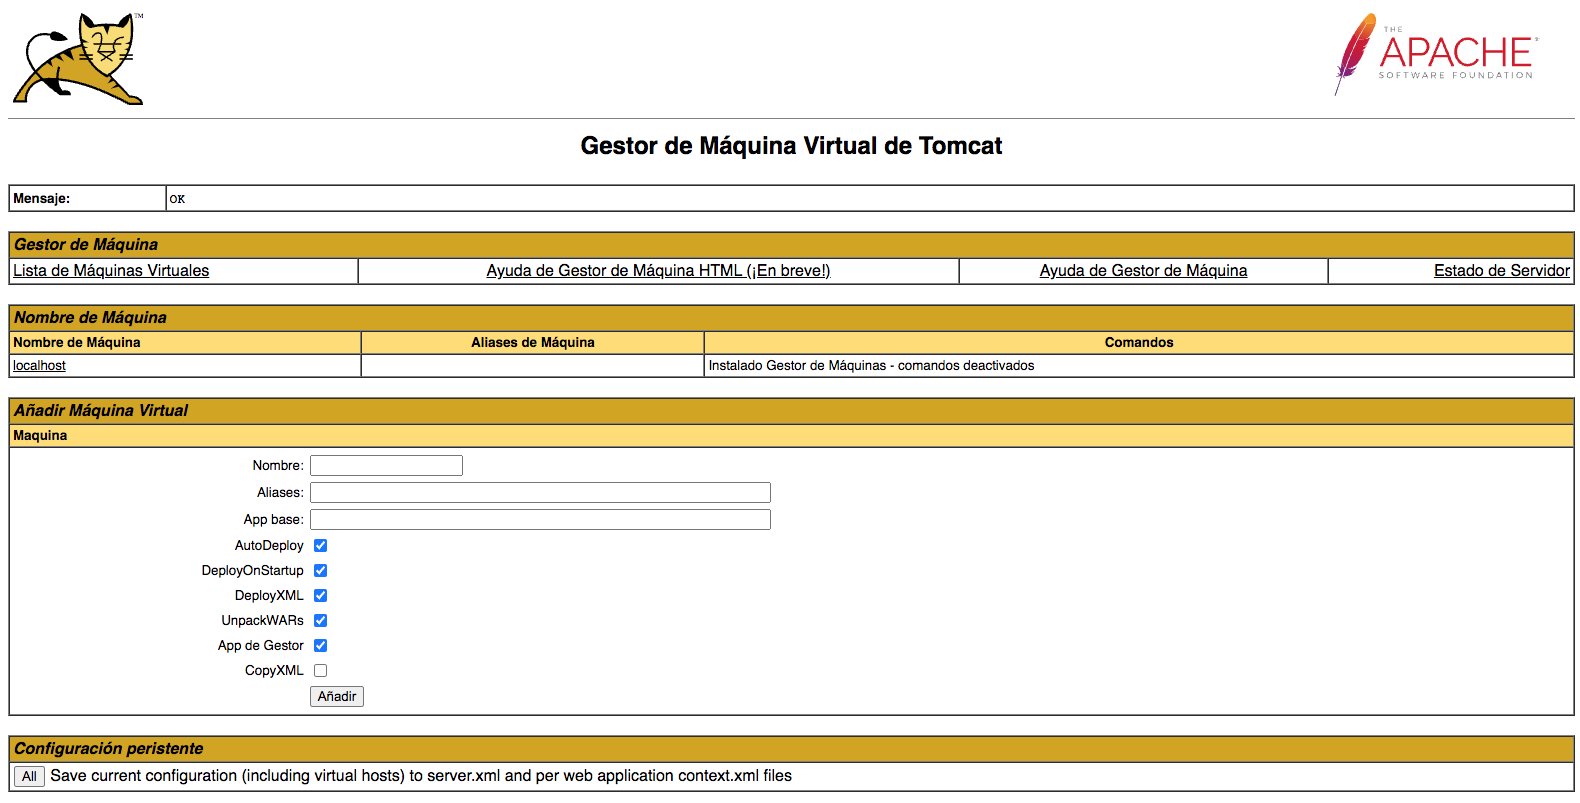 TM
THE
APACHE®
SOFTWARE FOUNDATION
Gestor de Máquina Virtual de Tomcat
Mensaje: OK
Gestor de Máquina
Lista de Máquinas Virtuales Ayuda de Gestor de Máquina HTML (¡En breve!) Ayuda de Gestor de Máquina Estado de Servidor
Nombre de Máquina
Nombre de Máquina Aliases de Máquina Comandos
localhost Instalado Gestor de Máquinas - comandos deactivados
Añadir Máquina Virtual
Maquina
Nombre:
Aliases:
App base:
AutoDeploy
DeployOnStartup
DeployXML
UnpackWARs
App de Gestor
CopyXML
Añadir
Configuración peristente
All Save current configuration (including virtual hosts) to server.xml and per web application context.xml files